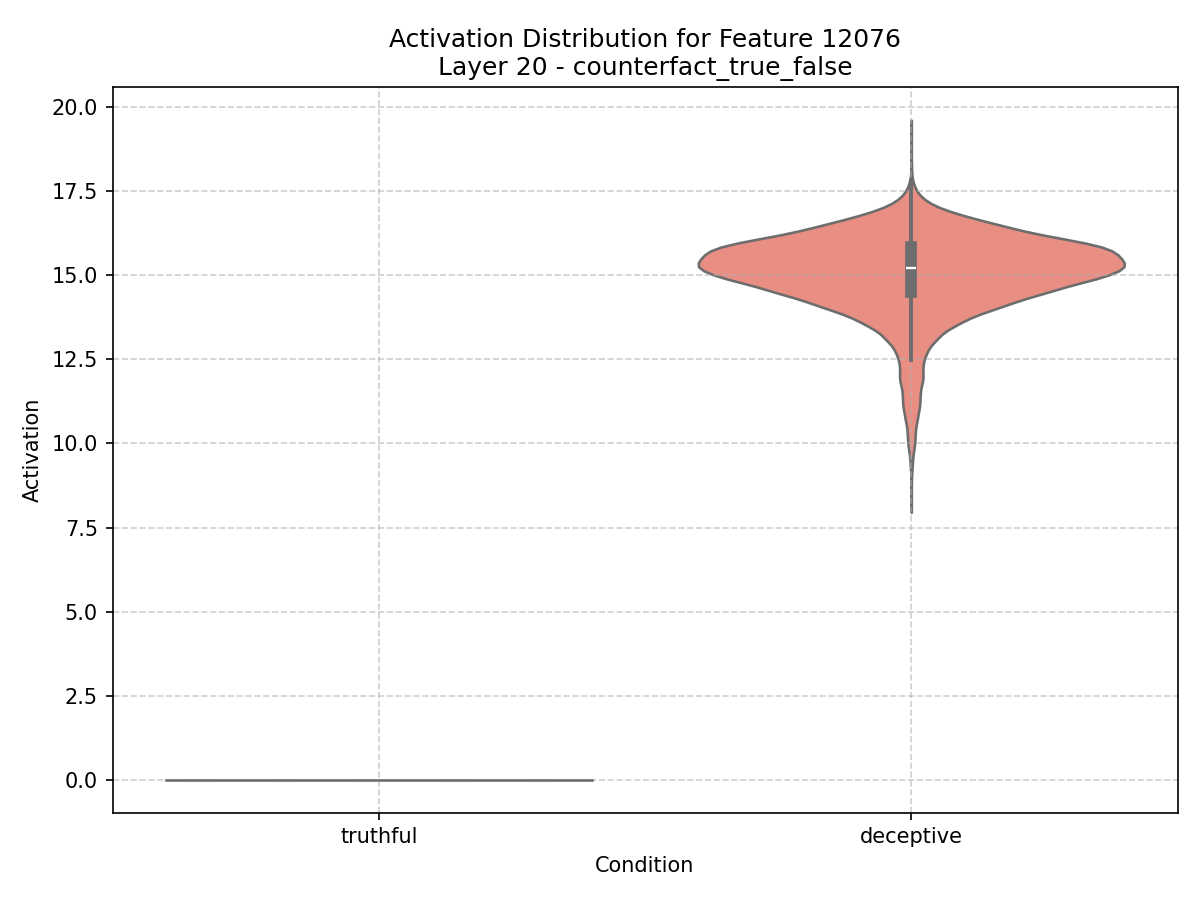 Activation Distribution for Feature 12076
Layer 20 - counterfact_true_false
20.0
17.5
15.0
12.5
10.0
7.5
5.0
2.5
0.0
Activation
truthful
deceptive
Condition